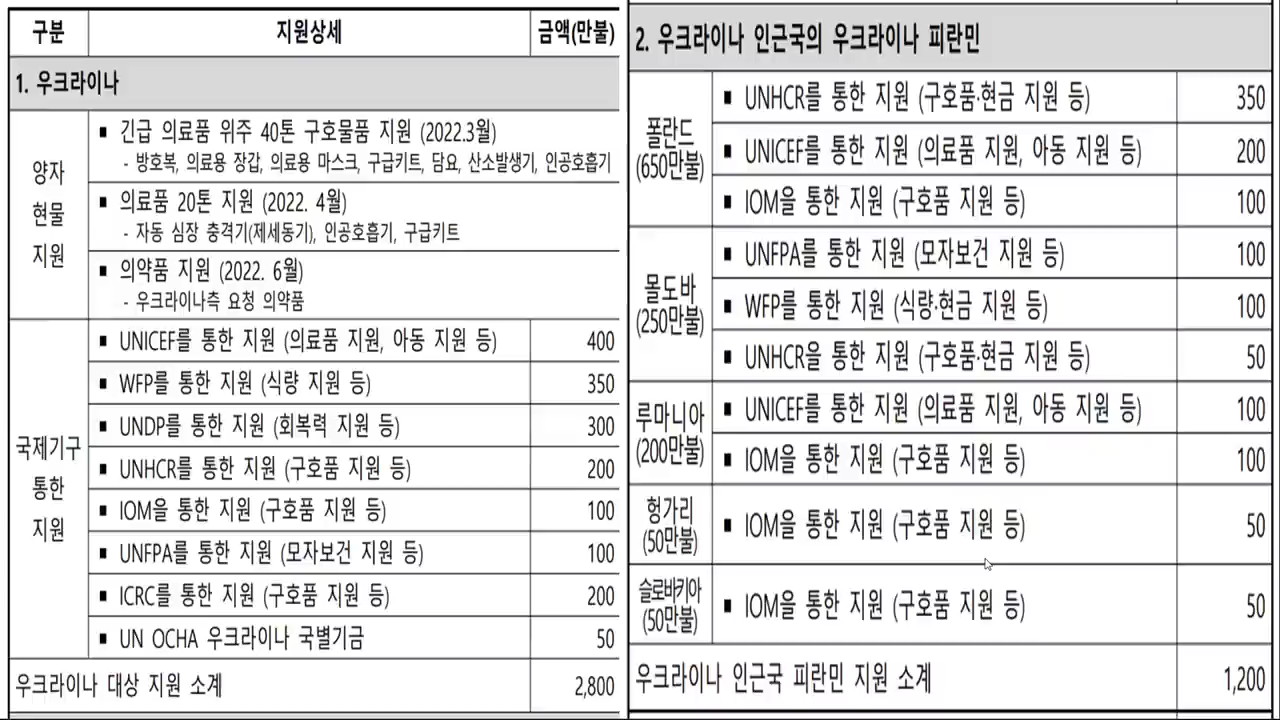 구분 지원상세 금액(만불)
1. 우크라이나
양자
현물
지원
▪ 긴급 의료품 위주 40톤 구호물품 지원 (2022.3월)
- 방호복, 의료용 장갑, 의료용 마스크, 구급키트, 담요, 산소발생기, 인공호흡기
▪ 의료품 20톤 지원 (2022. 4월)
- 자동 심장 충격기(제세동기), 인공호흡기, 구급키트
▪ 의약품 지원 (2022. 6월)
- 우크라이나측 요청 의약품
국제기구
통한
지원
▪ UNICEF를 통한 지원 (의료품 지원, 아동 지원 등) 400
▪ WFP를 통한 지원 (식량 지원 등) 350
▪ UNDP를 통한 지원 (회복력 지원 등) 300
▪ UNHCR를 통한 지원 (구호품 지원 등) 200
▪ IOM을 통한 지원 (구호품 지원 등) 100
▪ UNFPA를 통한 지원 (모자보건 지원 등) 100
▪ ICRC를 통한 지원 (구호품 지원 등) 200
▪ UN OCHA 우크라이나 국별기금 50
우크라이나 대상 지원 소계 2,800
2. 우크라이나 인근국의 우크라이나 피란민
폴란드
(650만불)
▪ UNHCR를 통한 지원 (구호품·현금 지원 등) 350
▪ UNICEF를 통한 지원 (의료품 지원, 아동 지원 등) 200
▪ IOM을 통한 지원 (구호품 지원 등) 100
몰도바
(250만불)
▪ UNFPA를 통한 지원 (모자보건 지원 등) 100
▪ WFP를 통한 지원 (식량·현금 지원 등) 100
▪ UNHCR을 통한 지원 (구호품·현금 지원 등) 50
루마니아
(200만불)
▪ UNICEF를 통한 지원 (의료품 지원, 아동 지원 등) 100
▪ IOM을 통한 지원 (구호품 지원 등) 100
헝가리
(50만불)
▪ IOM을 통한 지원 (구호품 지원 등) 50
슬로바키아
(50만불)
▪ IOM을 통한 지원 (구호품 지원 등) 50
우크라이나 인근국 피란민 지원 소계 1,200